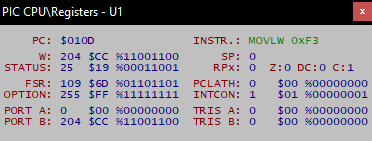 PIC CPU\Registers - U1
PC: $010D INSTR.: MOVLW 0xF3
W: 204 $CC %11001100 SP: 0
STATUS: 25 $19 %00011001 RPx: 0 Z:0 DC:0 C:1
FSR: 109 $6D %01101101 PCLATH: 0 $00 %00000000
OPTION: 255 $FF %11111111 INTCON: 1 $01 %00000001
PORT A: 0 $00 %00000000 TRIS A: 0 $00 %00000000
PORT B: 204 $CC %11001100 TRIS B: 0 $00 %00000000